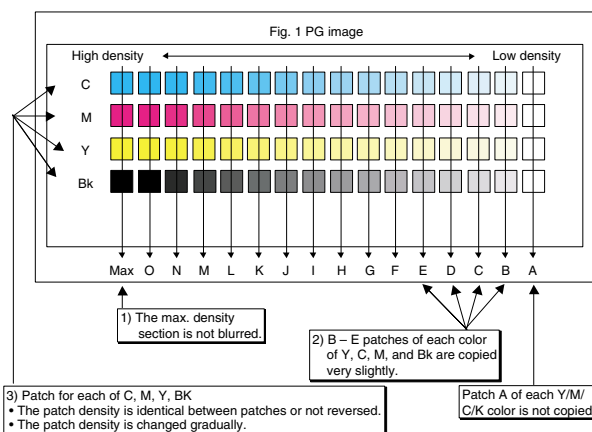 Fig. 1 PG image
High density Low density
C
M
Y
Bk
Max O N M L K J I H G F E D C B A
1) The max. density
section is not blurred.
2) B – E patches of each color
of Y, C, M, and Bk are copied
very slightly.
3) Patch for each of C, M, Y, BK
• The patch density is identical between patches or not reversed.
• The patch density is changed gradually.
Patch A of each Y/M/
C/K color is not copied